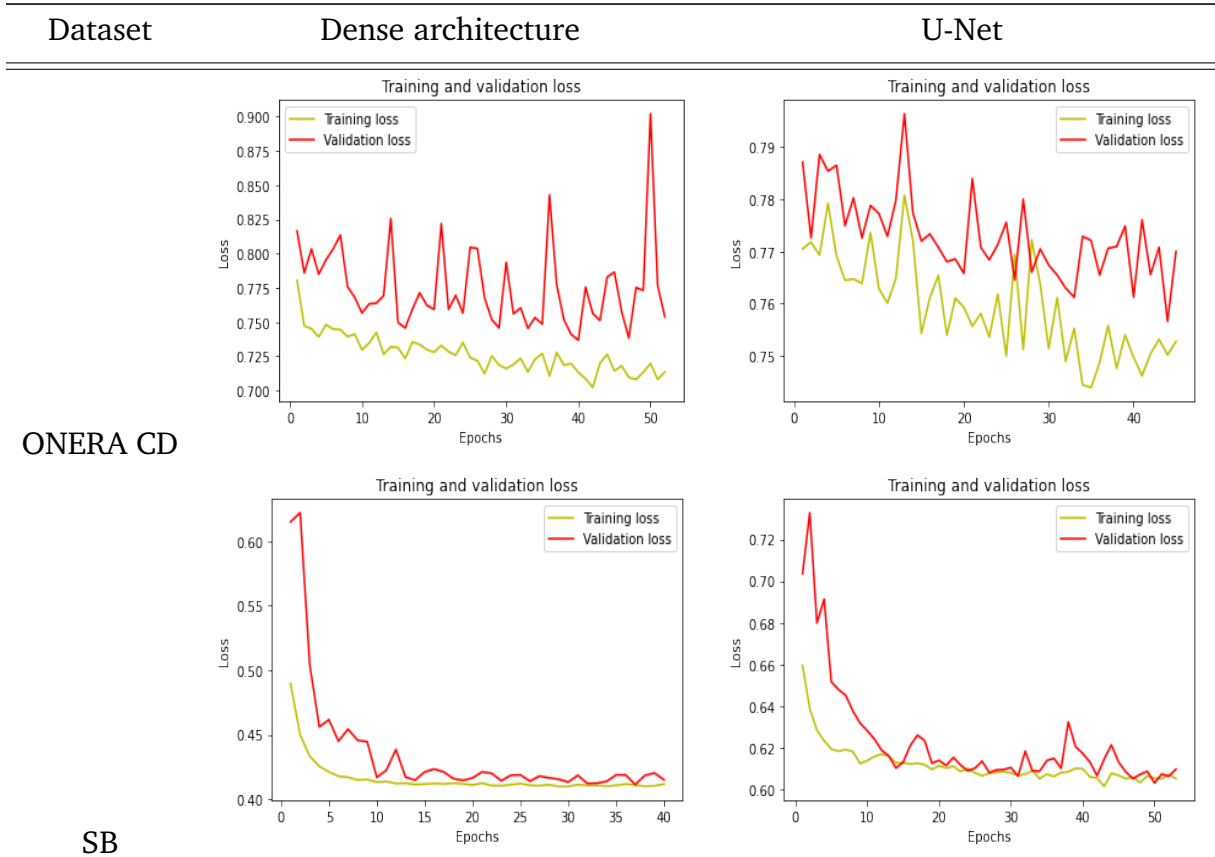 Dataset Dense architecture U-Net
Training and validation loss Training and validation loss
Training loss
Validation loss
0.900
0.875
0.850
0.825
0.800
0.775
0.750
0.725
0.700
Loss
0 10 20 30 40 50
Epochs
Training loss
Validation loss
0.79
0.78
0.77
0.76
0.75
Loss
0 10 20 30 40
Epochs
ONERA CD
Training and validation loss Training and validation loss
Training loss
Validation loss
0.60
0.55
0.50
0.45
0.40
Loss
0 5 10 15 20 25 30 35 40
Epochs
Training loss
Validation loss
0.72
0.70
0.68
0.66
0.64
0.62
0.60
Loss
0 10 20 30 40 50
Epochs
SB